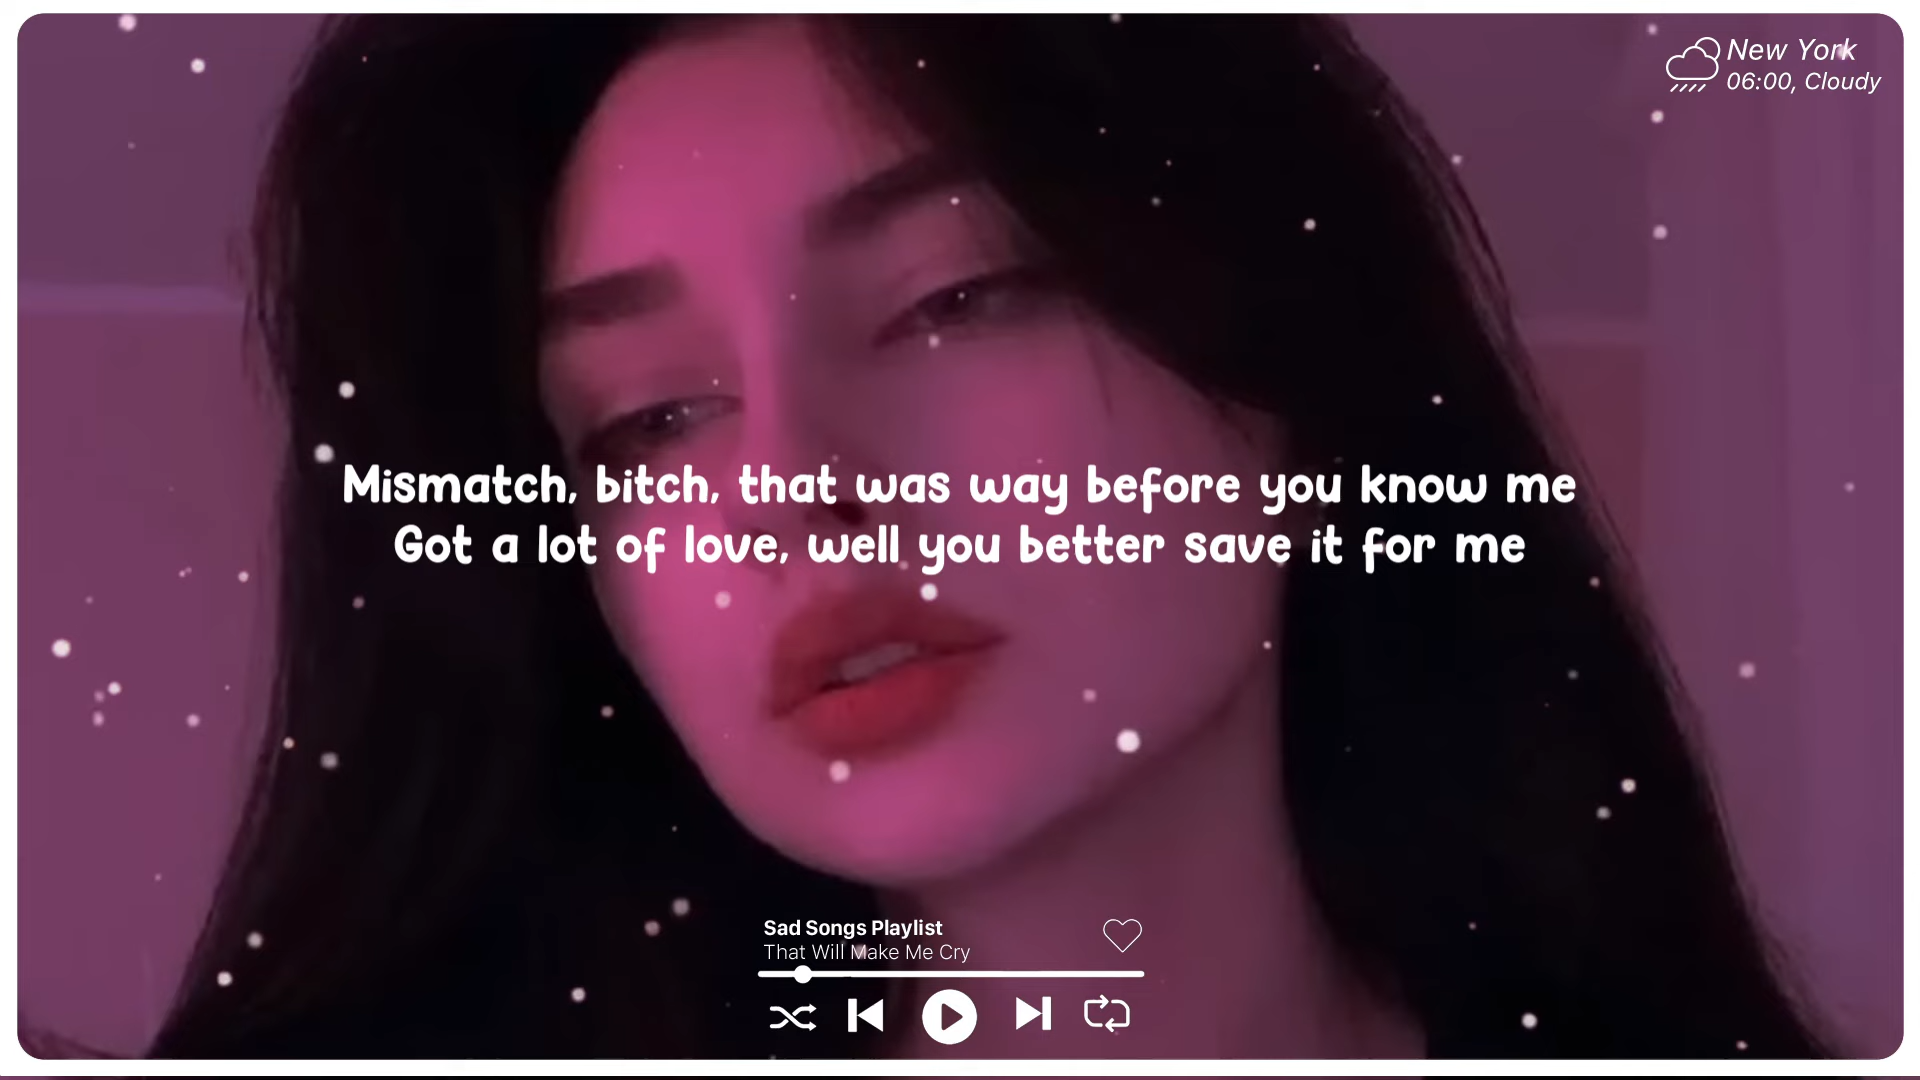 New York
06:00, Cloudy
Mismatch, bitch, that was way before you know me
Got a lot of love, well you better save it for me
Sad Songs Playlist
That Will Make Me Cry